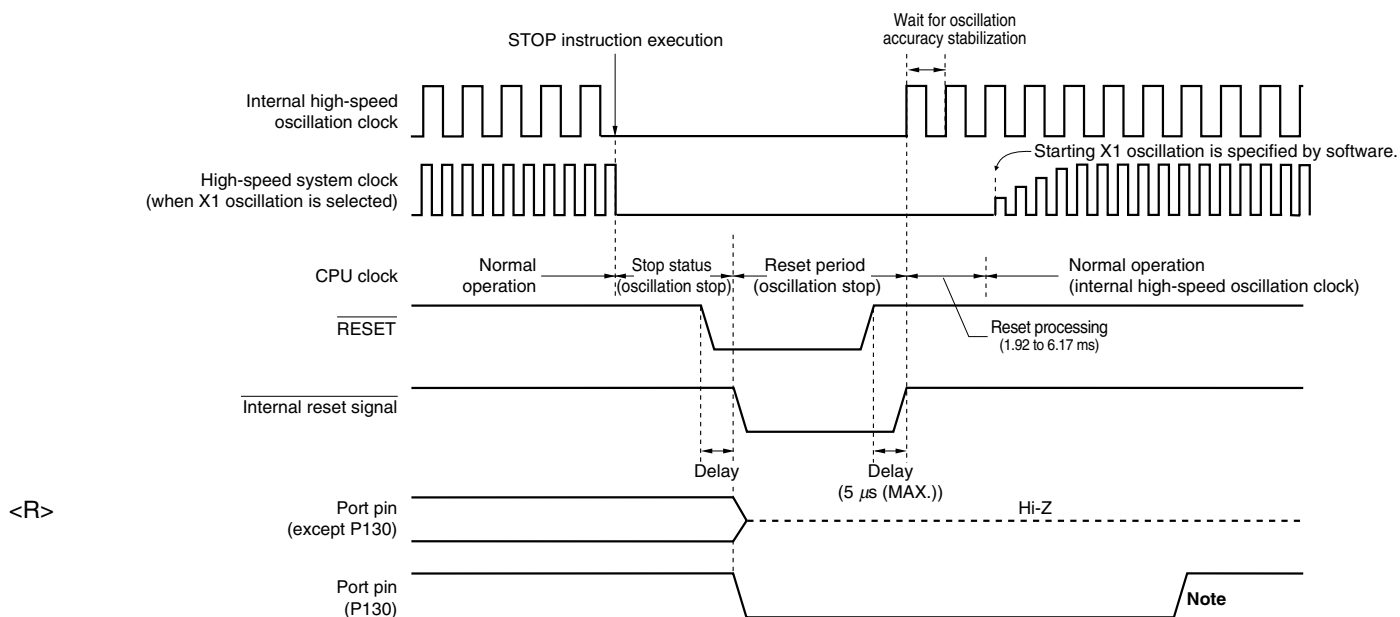 Wait for oscillation
accuracy stabilization
STOP instruction execution
Internal high-speed
oscillation clock
Starting X1 oscillation is specified by software.
High-speed system clock
(when X1 oscillation is selected)
CPU clock
Normal
operation
Stop status
(oscillation stop)
Reset period
(oscillation stop)
Normal operation
(internal high-speed oscillation clock)
RESET
Reset processing
(1.92 to 6.17 ms)
Internal reset signal
Delay
Delay
(5 μs (MAX.))
<R>
Port pin
(except P130)
Hi-Z
Port pin
(P130)
Note